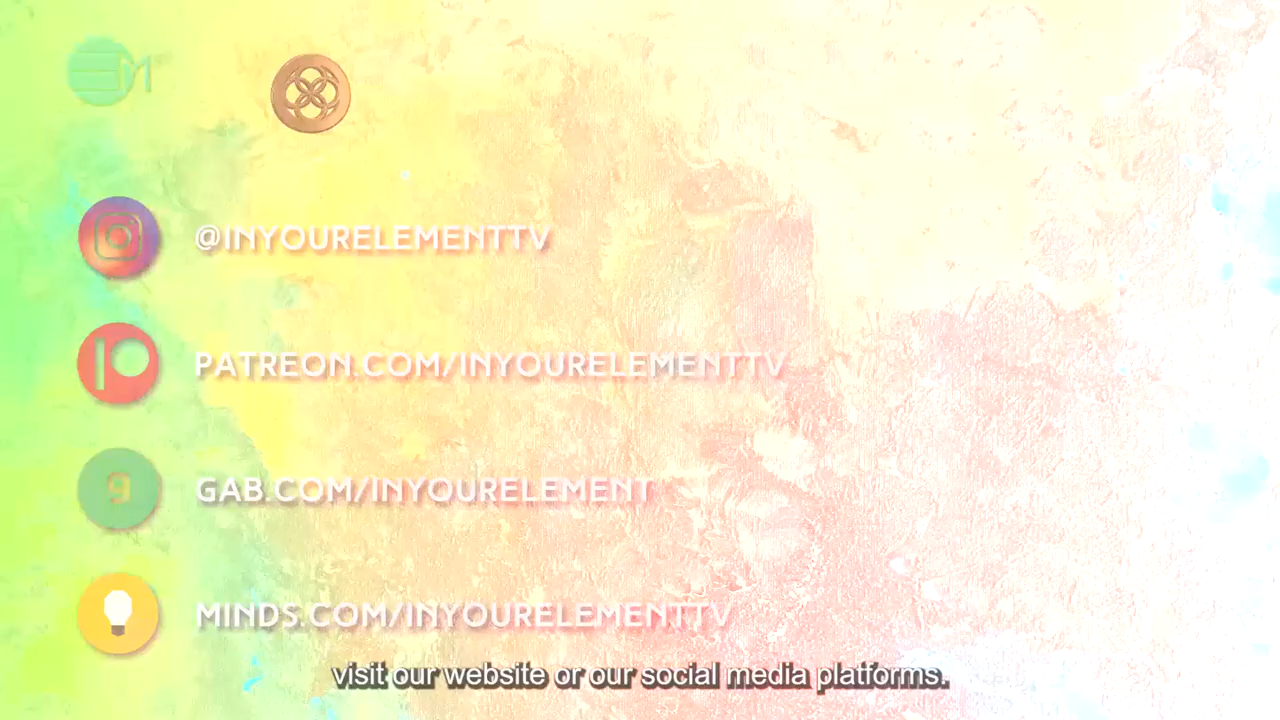 @INYOURELEMENTTV
PATREON.COM/INYOURELEMENTTV
g
GAB.COM/INYOURELEMENT
MINDS.COM/INYOURELEMENTTV
visit our website or our social media platforms.